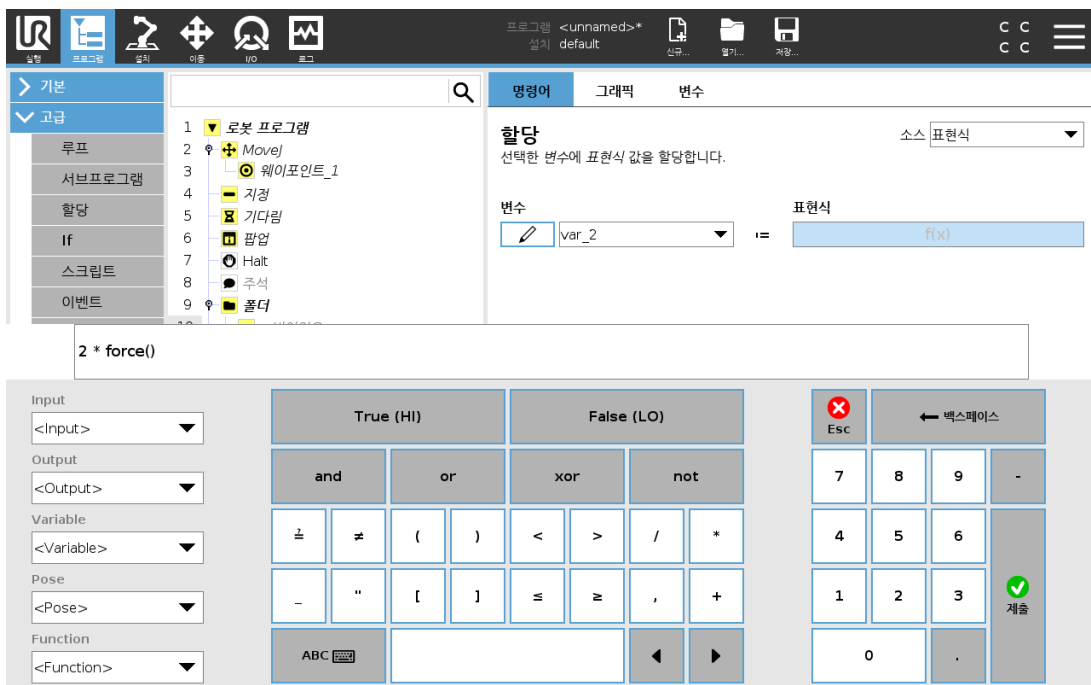 UR
실행
프로그램
설치
이동
I/O
로그
프로그램 <unnamed>*
설치 default
신규...
열기...
저장...
C C
C C
기본
고급
루프
서브프로그램
할당
If
스크립트
이벤트
1 로봇 프로그램
2 MoveJ
3 웨이포인트_1
4 지정
5 기다림
6 팝업
7 Halt
8 주석
9 폴더
명령어 그래픽 변수
할당
소스 표현식
선택한 변수에 표현식 값을 할당합니다.
변수 표현식
var_2 := f(x)
2 * force()
Input
<Input>
Output
<Output>
Variable
<Variable>
Pose
<Pose>
Function
<Function>
True (HI) False (LO)
and or xor not
≟ ≠ ( ) < > / *
_ " [ ] ≤ ≥ , +
ABC
Esc 백스페이스
7 8 9 -
4 5 6
1 2 3 제출
0 .